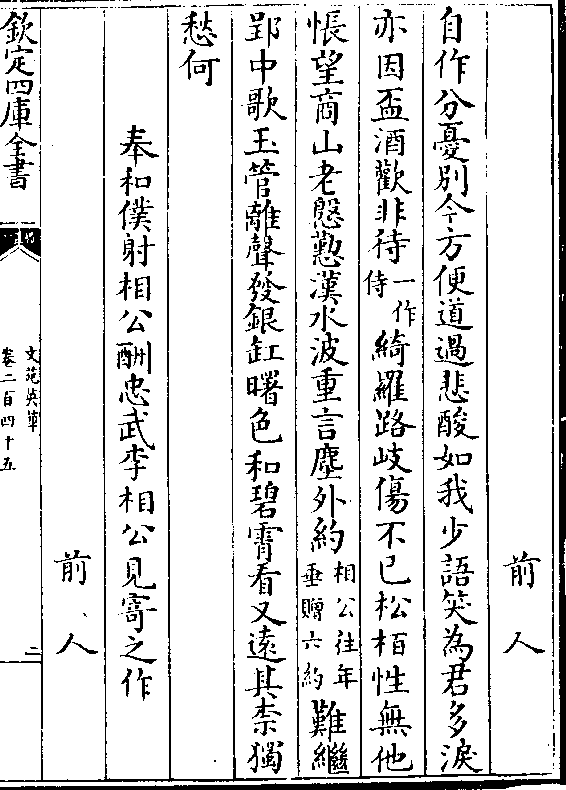 前人
自作分憂別今方便道過悲酸如我少語笑為君多淚
亦因盃酒歡非待一作侍綺羅路岐傷不已松栢性無他
悵望商山老慇懃漢水波重言塵外約相公往年垂贈六約難繼
郢中歌玉管離聲發銀缸曙色和碧霄看又遠其柰獨
愁何
奉和僕射相公酬忠武李相公見寄之作
前人
欽定四庫全書
文苑英華
卷二百四十五
二